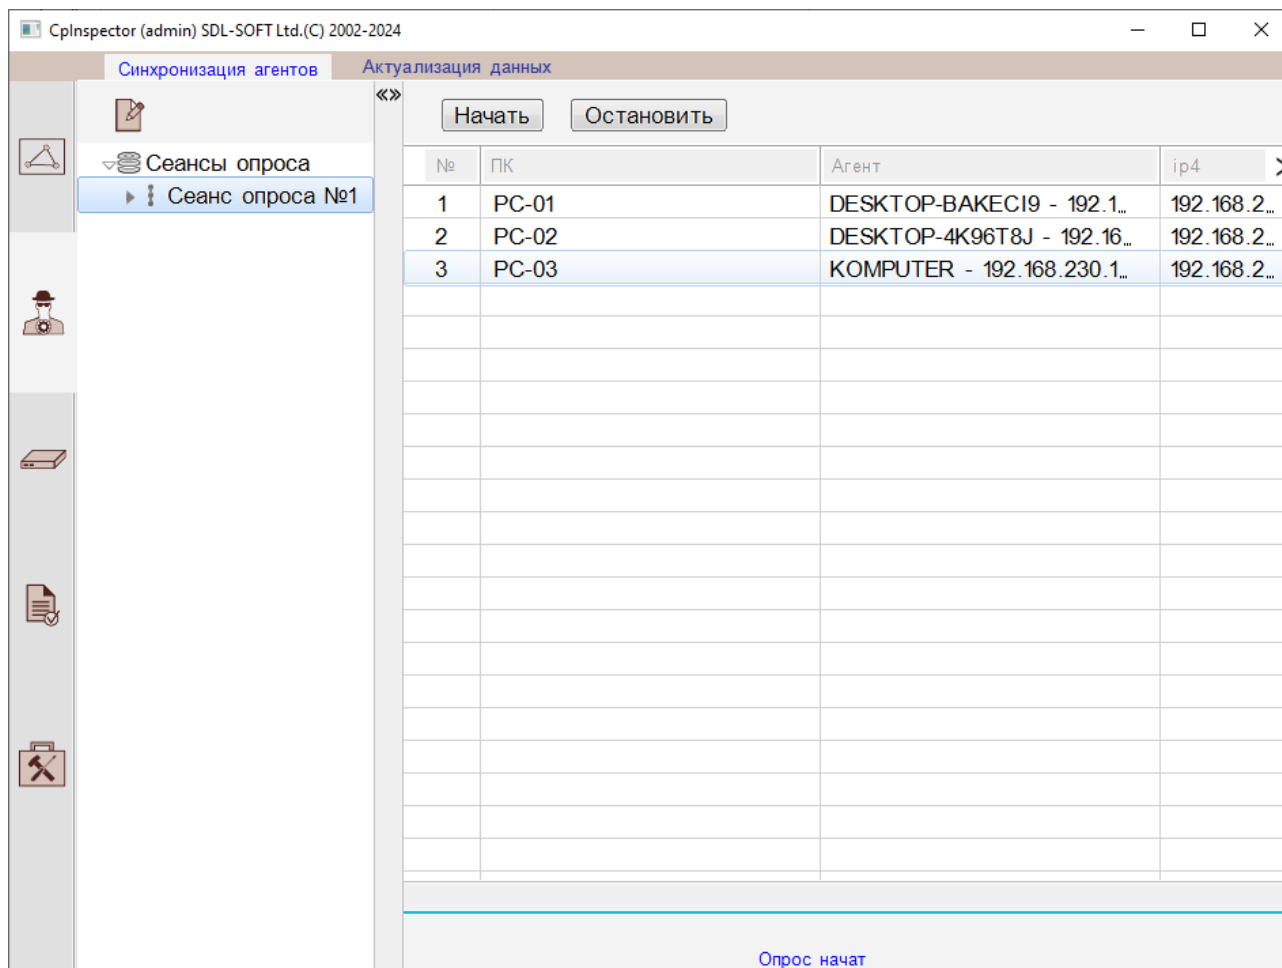 CpInspector (admin) SDL-SOFT Ltd.(C) 2002-2024
Синхронизация агентов Актуализация данных
Начать Остановить
Сеансы опроса
Сеанс опроса №1
№ ПК Агент ip4
1 PC-01 DESKTOP-BAKECI9 - 192.1... 192.168.2...
2 PC-02 DESKTOP-4K96T8J - 192.16... 192.168.2...
3 PC-03 KOMPUTER - 192.168.230.1... 192.168.2...
Опрос начат